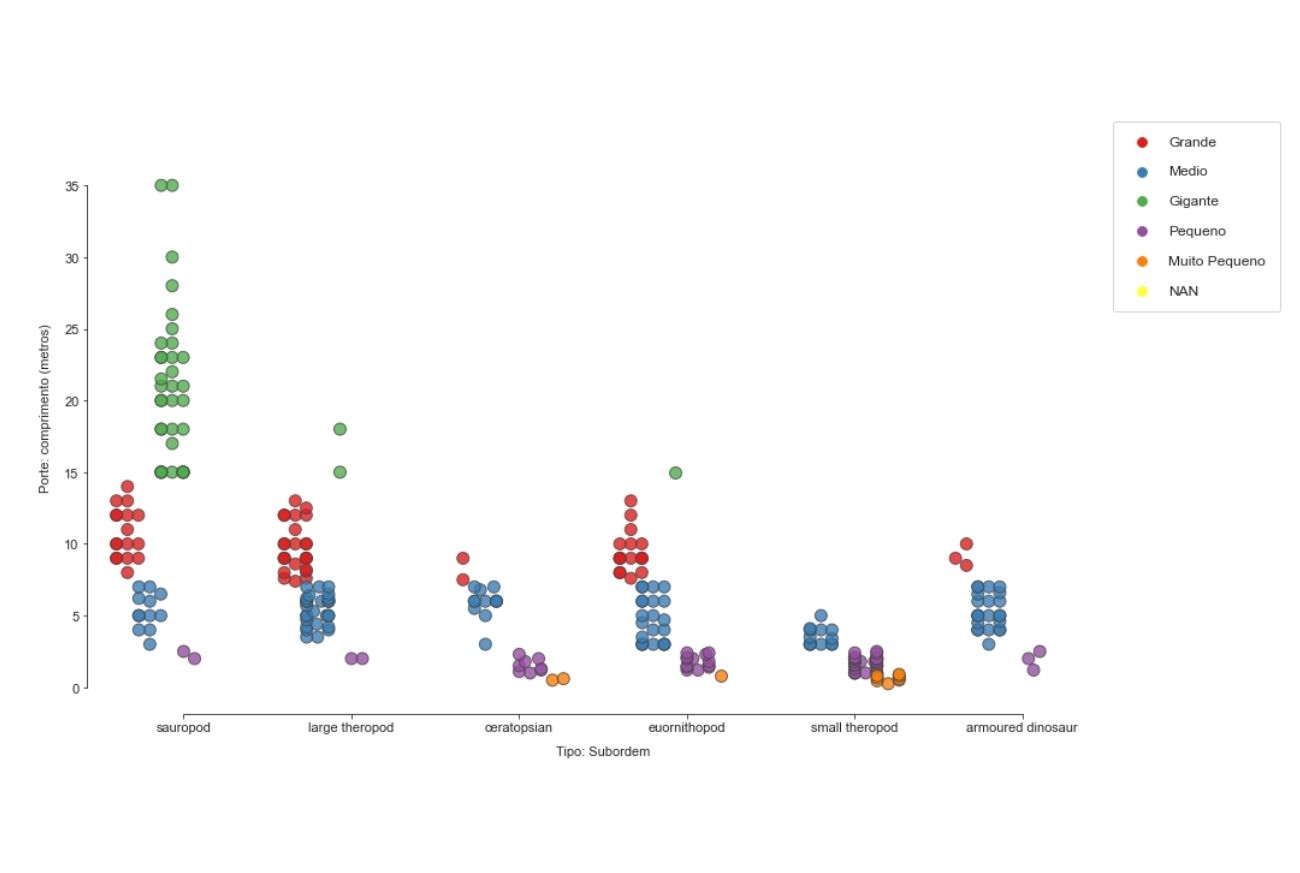 Grande
Medio
Gigante
Pequeno
Muito Pequeno
NAN
Porte: comprimento (metros)
35
30
25
20
15
10
5
0
sauropod large theropod ceratopsian euornithopod small theropod armoured dinosaur
Tipo: Subordem